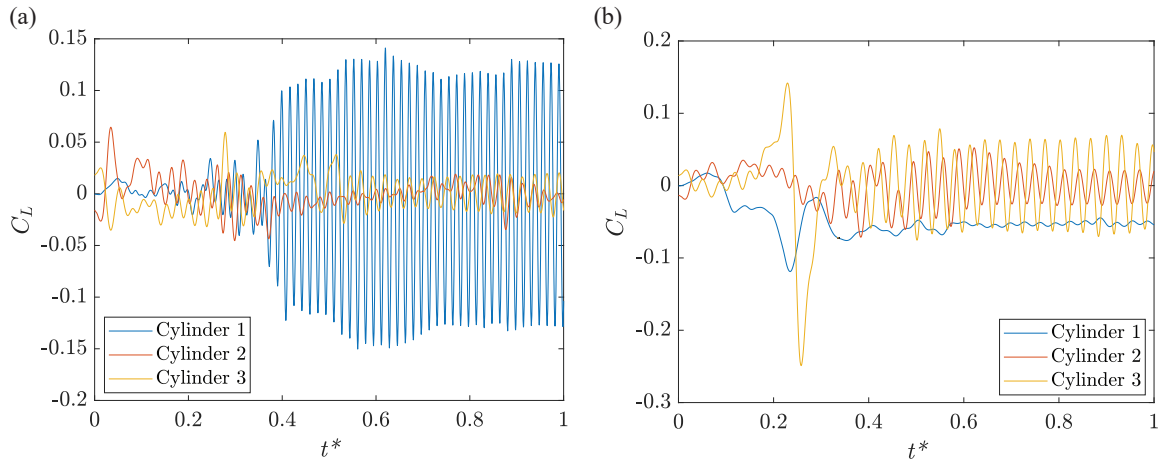 (a)
0.15
0.1
0.05
0
-0.05
-0.1
-0.15
-0.2
C_L
Cylinder 1
Cylinder 2
Cylinder 3
0 0.2 0.4 0.6 0.8 1
t*
(b)
0.2
0.1
0
-0.1
-0.2
-0.3
C_L
Cylinder 1
Cylinder 2
Cylinder 3
0 0.2 0.4 0.6 0.8 1
t*